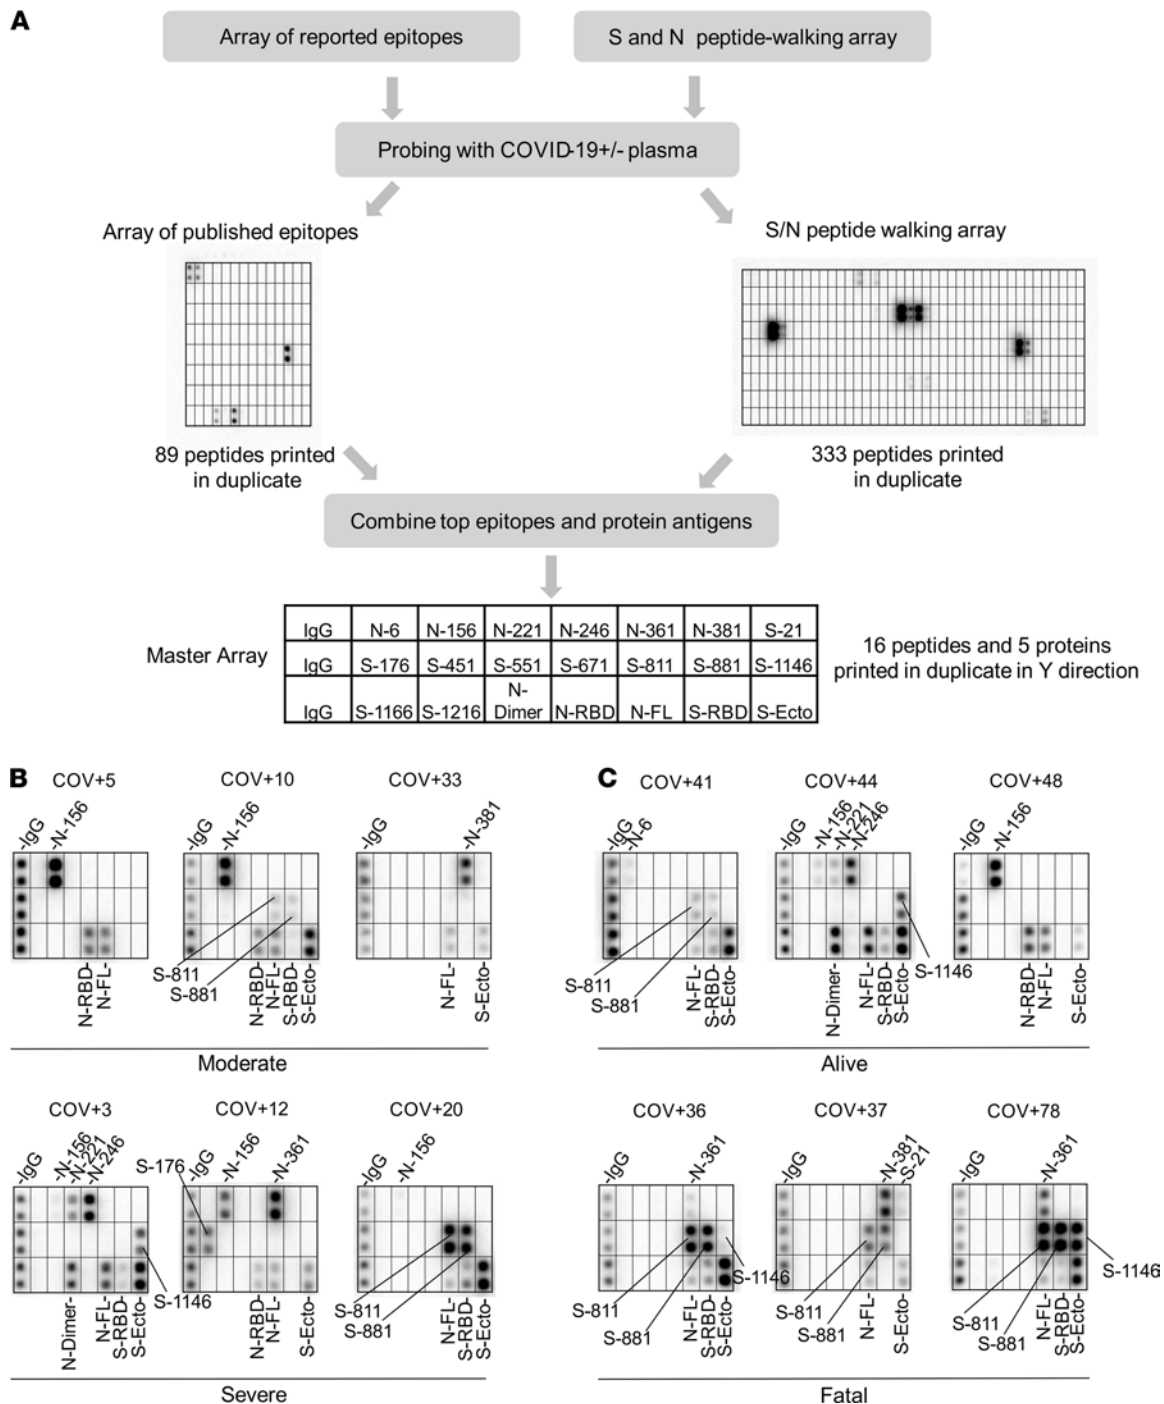 A
Array of reported epitopes
S and N peptide-walking array
Probing with COVID-19+/- plasma
Array of published epitopes
S/N peptide walking array
89 peptides printed
in duplicate
333 peptides printed
in duplicate
Combine top epitopes and protein antigens
Master Array
IgG N-6 N-156 N-221 N-246 N-361 N-381 S-21
IgG S-176 S-451 S-551 S-671 S-811 S-881 S-1146
IgG S-1166 S-1216 N-Dimer N-RBD N-FL S-RBD S-Ecto
16 peptides and 5 proteins
printed in duplicate in Y direction
B
COV+5
-IgG
-N-156
N-RBD-
N-FL-
COV+10
-IgG
-N-156
S-811
S-881
N-RBD-
N-FL-
S-RBD-
S-Ecto-
COV+33
-N-381
N-FL-
S-Ecto-
Moderate
COV+3
-IgG
-N-156
-N-221
-N-246
S-1146
N-Dimer-
N-FL-
S-RBD-
S-Ecto-
COV+12
S-176
-IgG
-N-156
-N-361
N-RBD-
N-FL-
S-Ecto-
COV+20
-IgG
-N-156
S-811
S-881
N-FL-
S-RBD-
S-Ecto-
Severe
C
COV+41
-IgG
-N-6
S-811
S-881
N-FL-
S-RBD-
S-Ecto-
COV+44
-N-156
-N-221
-N-246
S-1146
N-Dimer-
N-FL-
S-RBD-
S-Ecto-
COV+48
-IgG
-N-156
N-RBD-
N-FL-
S-Ecto-
Alive
COV+36
-IgG
-N-361
S-1146
S-811
S-881
N-FL-
S-RBD-
S-Ecto-
COV+37
-IgG
-N-381
-S-21
S-811
S-881
N-FL-
S-Ecto-
COV+78
-IgG
-N-361
S-1146
S-811
S-881
N-FL-
S-RBD-
S-Ecto-
Fatal